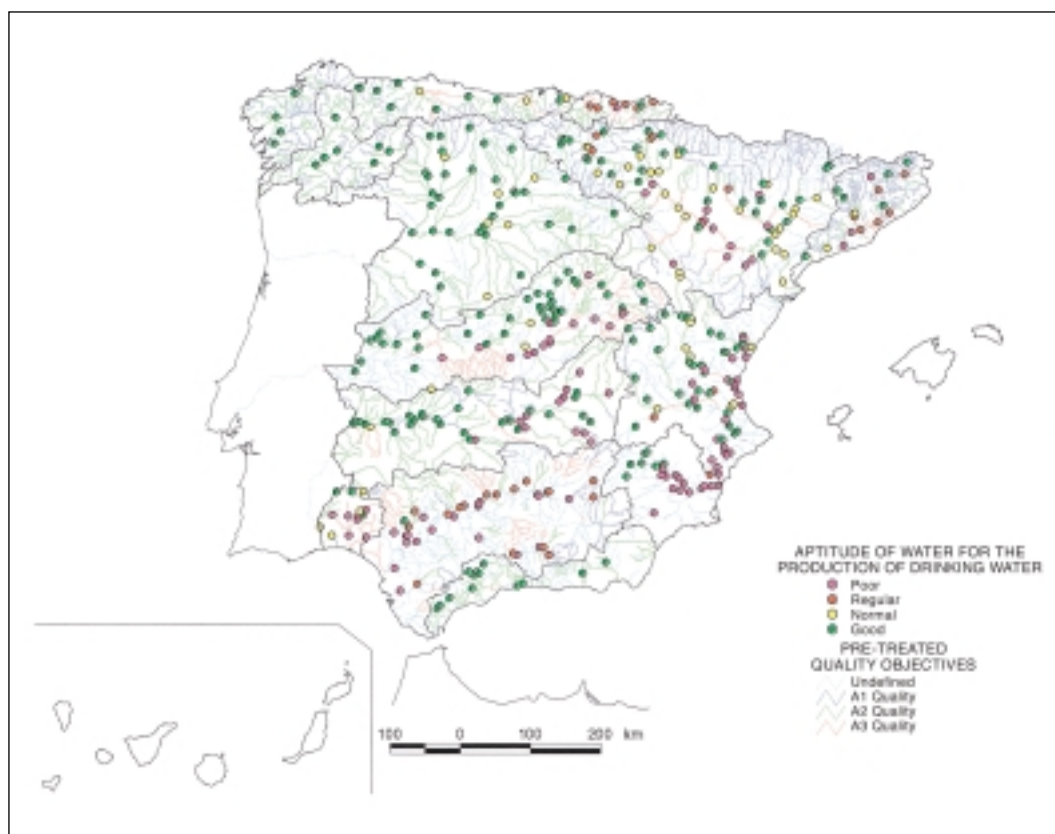 APTITUDE OF WATER FOR THE
PRODUCTION OF DRINKING WATER
Poor
Regular
Normal
Good
PRE-TREATED
QUALITY OBJECTIVES
Undefined
A1 Quality
A2 Quality
A3 Quality
100 0 100 200 km